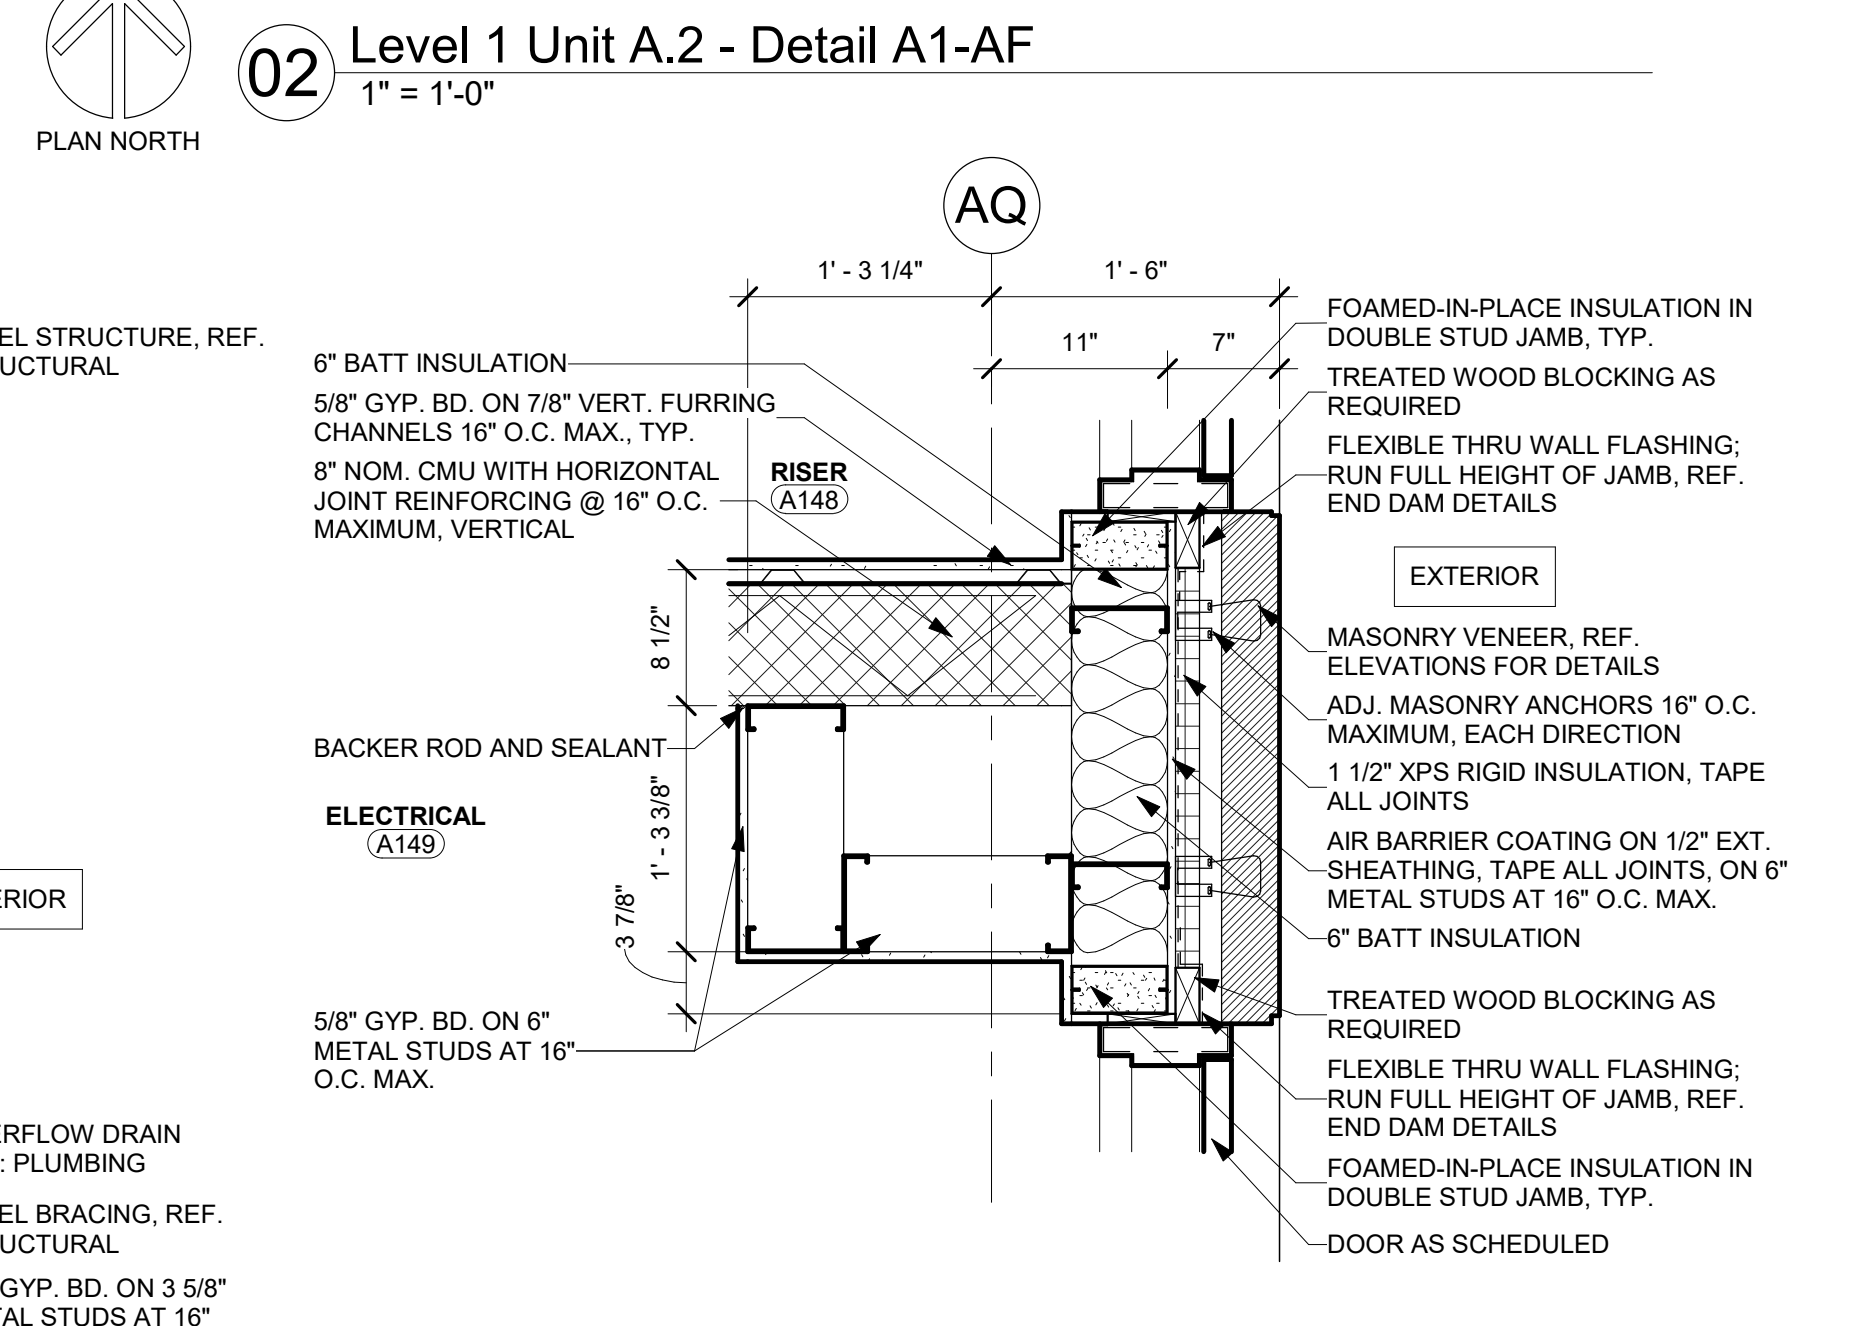 02
Level 1 Unit A.2 - Detail A1-AF
1" = 1'-0"
PLAN NORTH
AQ
1' - 3 1/4"
1' - 6"
11"
7"
EL STRUCTURE, REF.
UCTURAL
6" BATT INSULATION
5/8" GYP. BD. ON 7/8" VERT. FURRING
CHANNELS 16" O.C. MAX., TYP.
8" NOM. CMU WITH HORIZONTAL
JOINT REINFORCING @ 16" O.C.
MAXIMUM, VERTICAL
RISER
A148
8 1/2"
BACKER ROD AND SEALANT
ELECTRICAL
A149
1' - 3 3/8"
3 7/8"
ERIOR
5/8" GYP. BD. ON 6"
METAL STUDS AT 16"
O.C. MAX.
ERFLOW DRAIN
: PLUMBING
EL BRACING, REF.
UCTURAL
GYP. BD. ON 3 5/8"
TAL STUDS AT 16"
FOAMED-IN-PLACE INSULATION IN
DOUBLE STUD JAMB, TYP.
TREATED WOOD BLOCKING AS
REQUIRED
FLEXIBLE THRU WALL FLASHING;
RUN FULL HEIGHT OF JAMB, REF.
END DAM DETAILS
EXTERIOR
MASONRY VENEER, REF.
ELEVATIONS FOR DETAILS
ADJ. MASONRY ANCHORS 16" O.C.
MAXIMUM, EACH DIRECTION
1 1/2" XPS RIGID INSULATION, TAPE
ALL JOINTS
AIR BARRIER COATING ON 1/2" EXT.
SHEATHING, TAPE ALL JOINTS, ON 6"
METAL STUDS AT 16" O.C. MAX.
6" BATT INSULATION
TREATED WOOD BLOCKING AS
REQUIRED
FLEXIBLE THRU WALL FLASHING;
RUN FULL HEIGHT OF JAMB, REF.
END DAM DETAILS
FOAMED-IN-PLACE INSULATION IN
DOUBLE STUD JAMB, TYP.
DOOR AS SCHEDULED